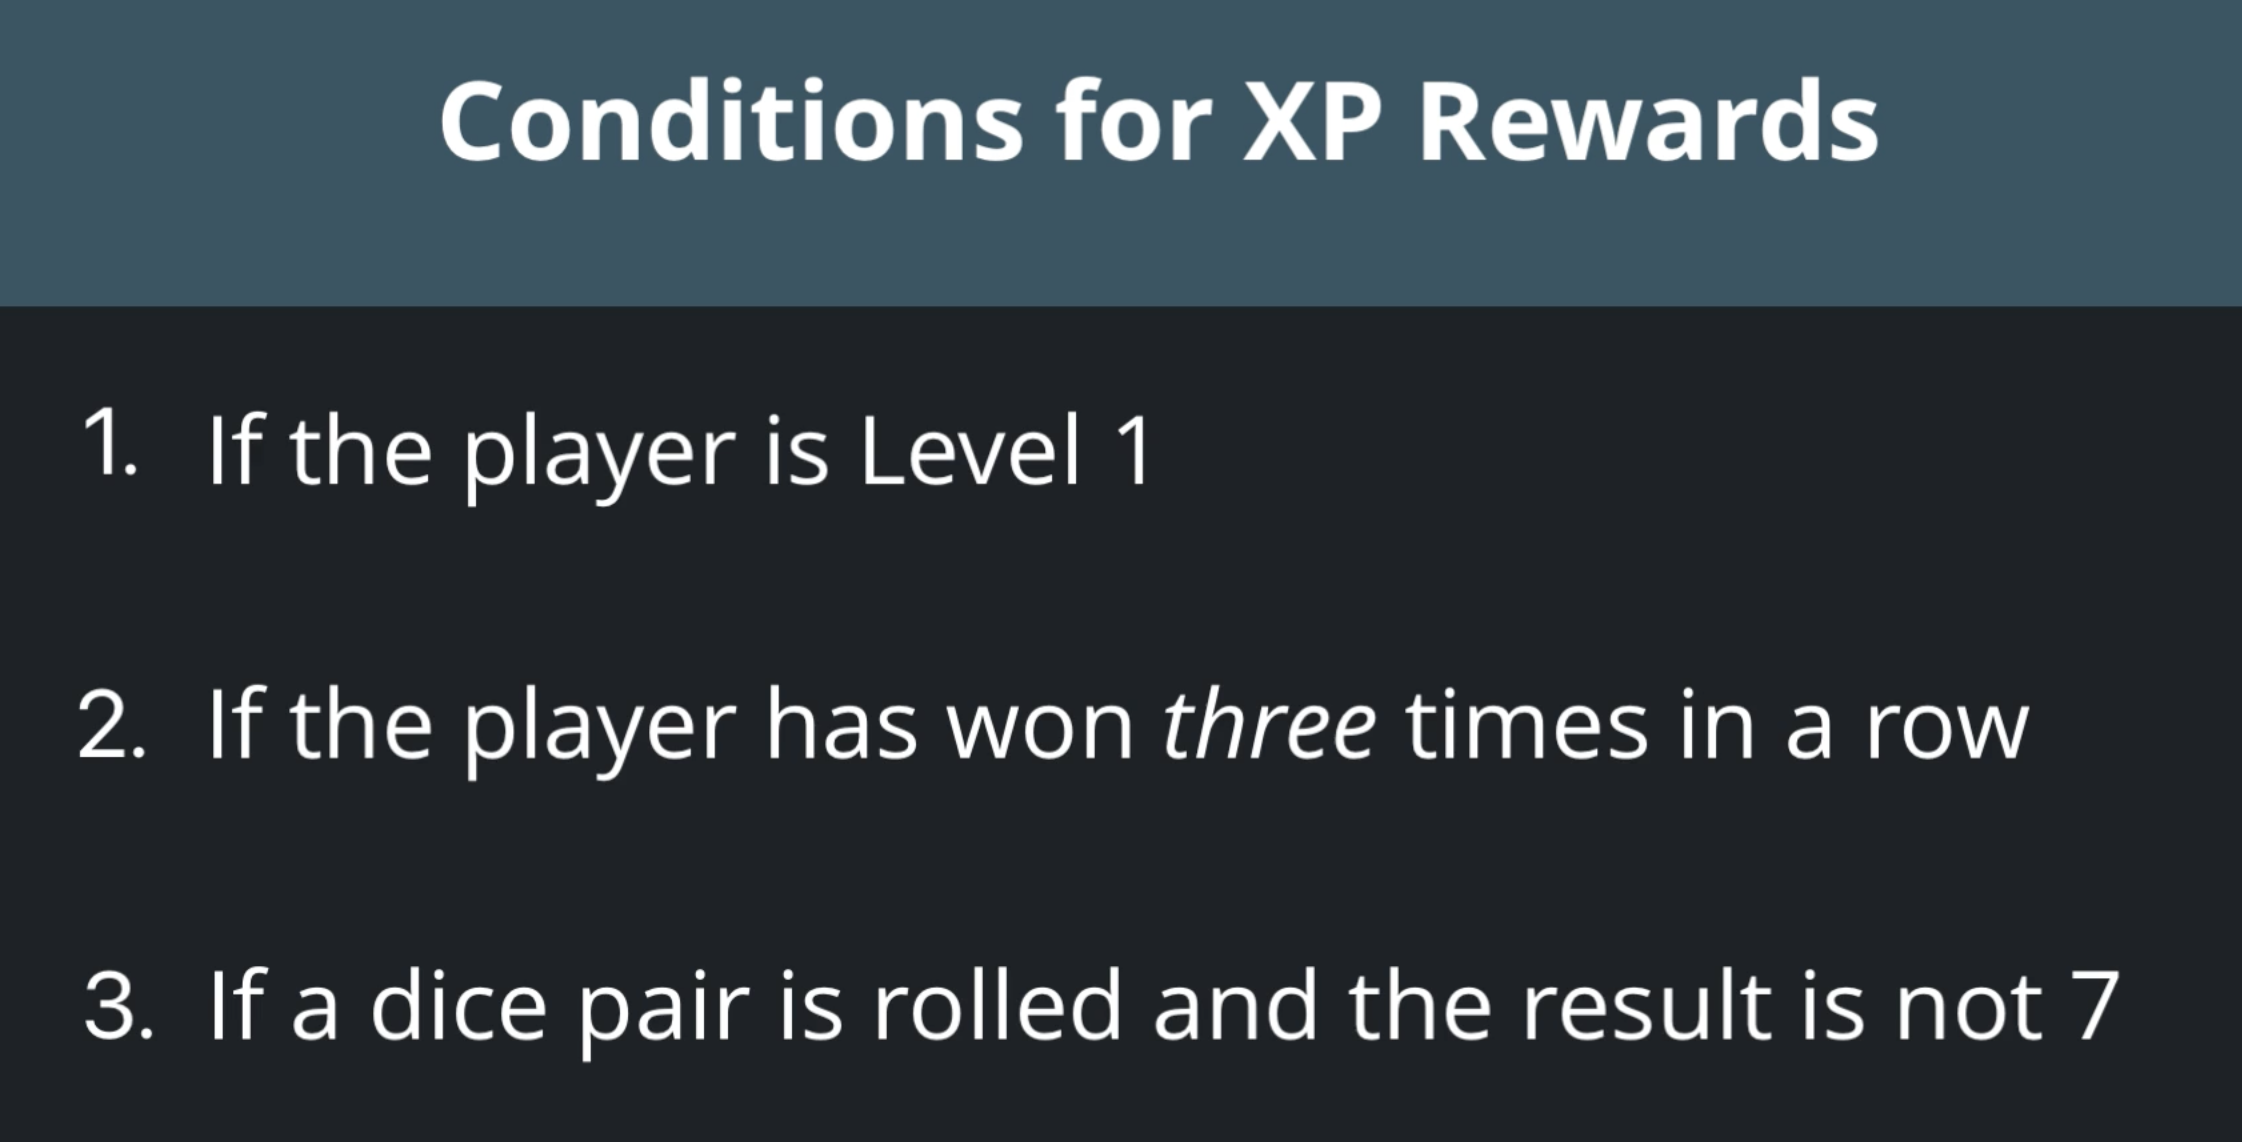 Conditions for XP Rewards
1. If the player is Level 1
2. If the player has won three times in a row
3. If a dice pair is rolled and the result is not 7